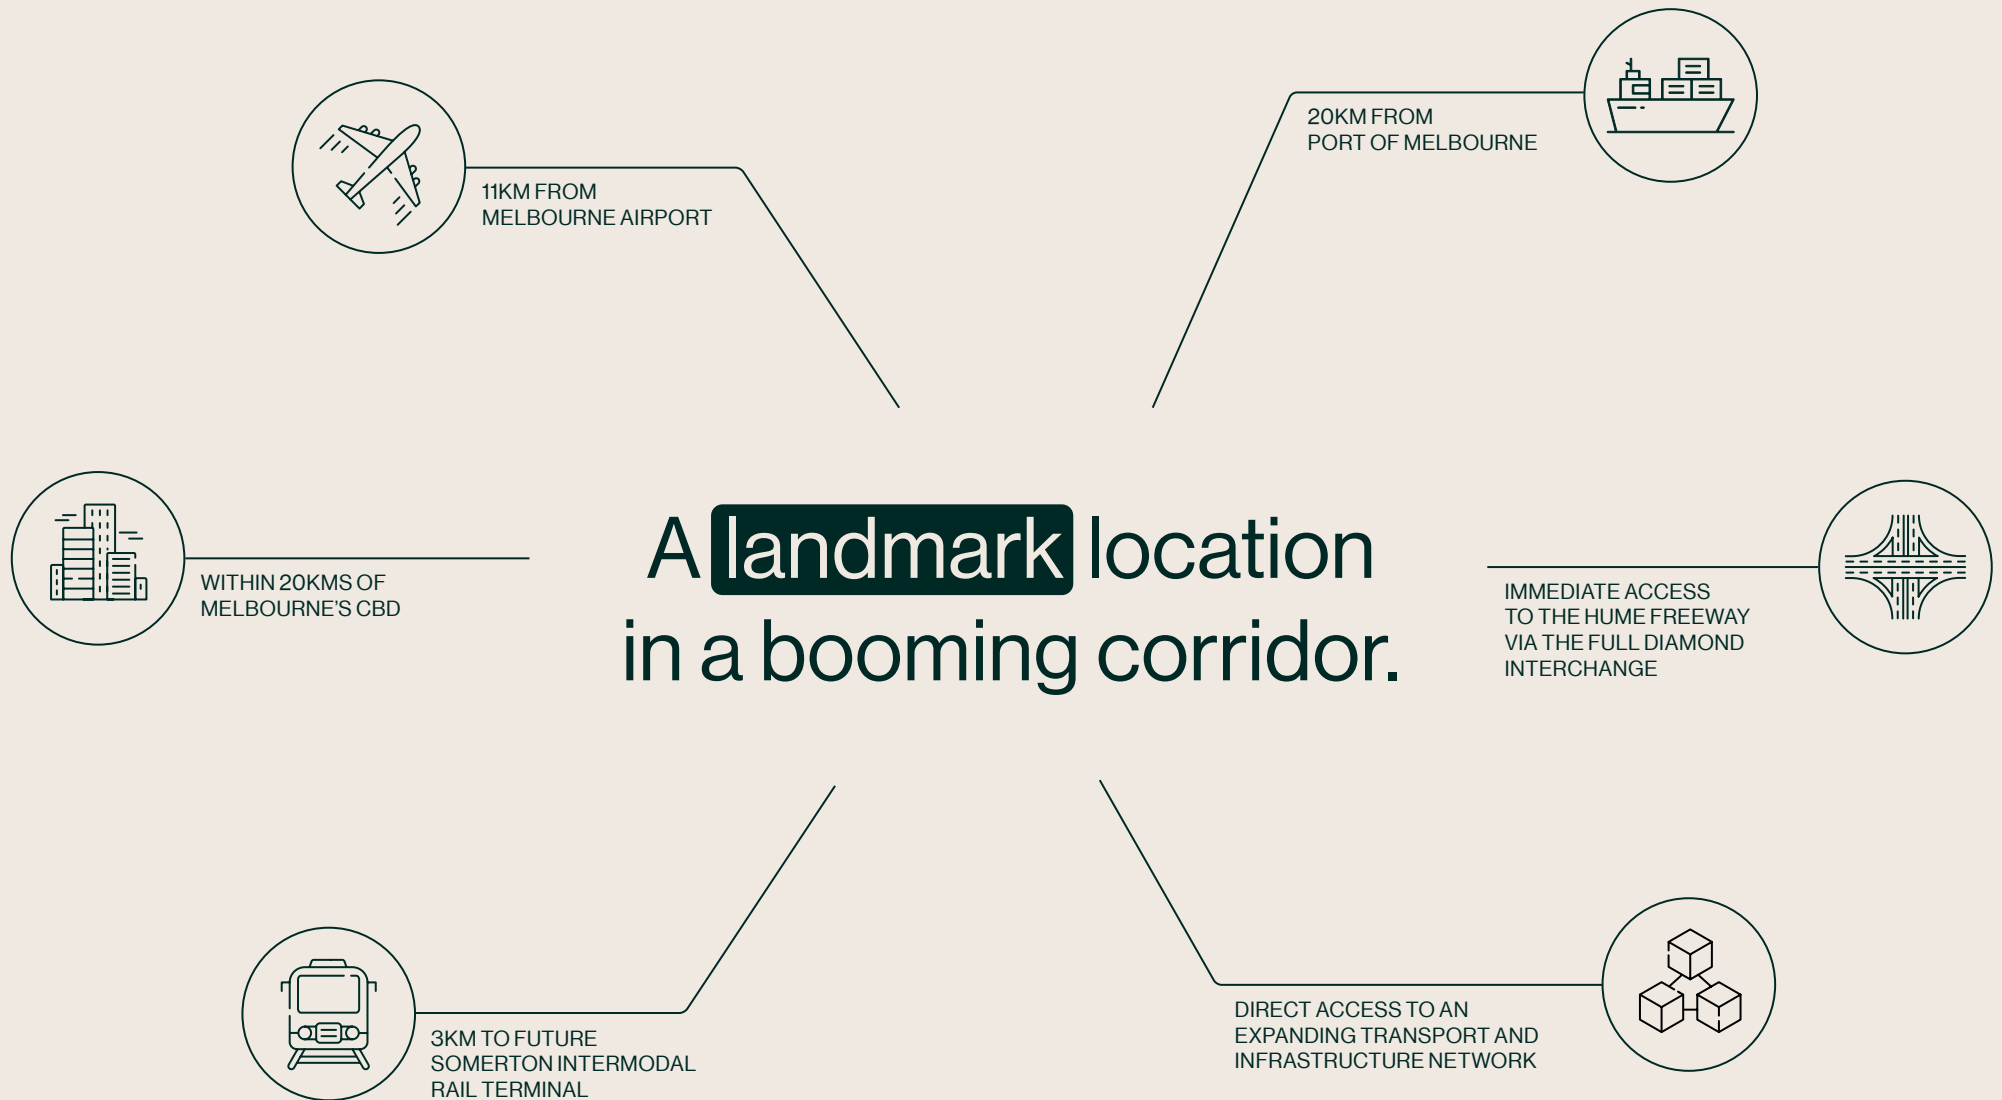 20KM FROM
PORT OF MELBOURNE
11KM FROM
MELBOURNE AIRPORT
A landmark location
in a booming corridor.
WITHIN 20KMS OF
MELBOURNE'S CBD
IMMEDIATE ACCESS
TO THE HUME FREEWAY
VIA THE FULL DIAMOND
INTERCHANGE
3KM TO FUTURE
SOMERTON INTERMODAL
RAIL TERMINAL
DIRECT ACCESS TO AN
EXPANDING TRANSPORT AND
INFRASTRUCTURE NETWORK